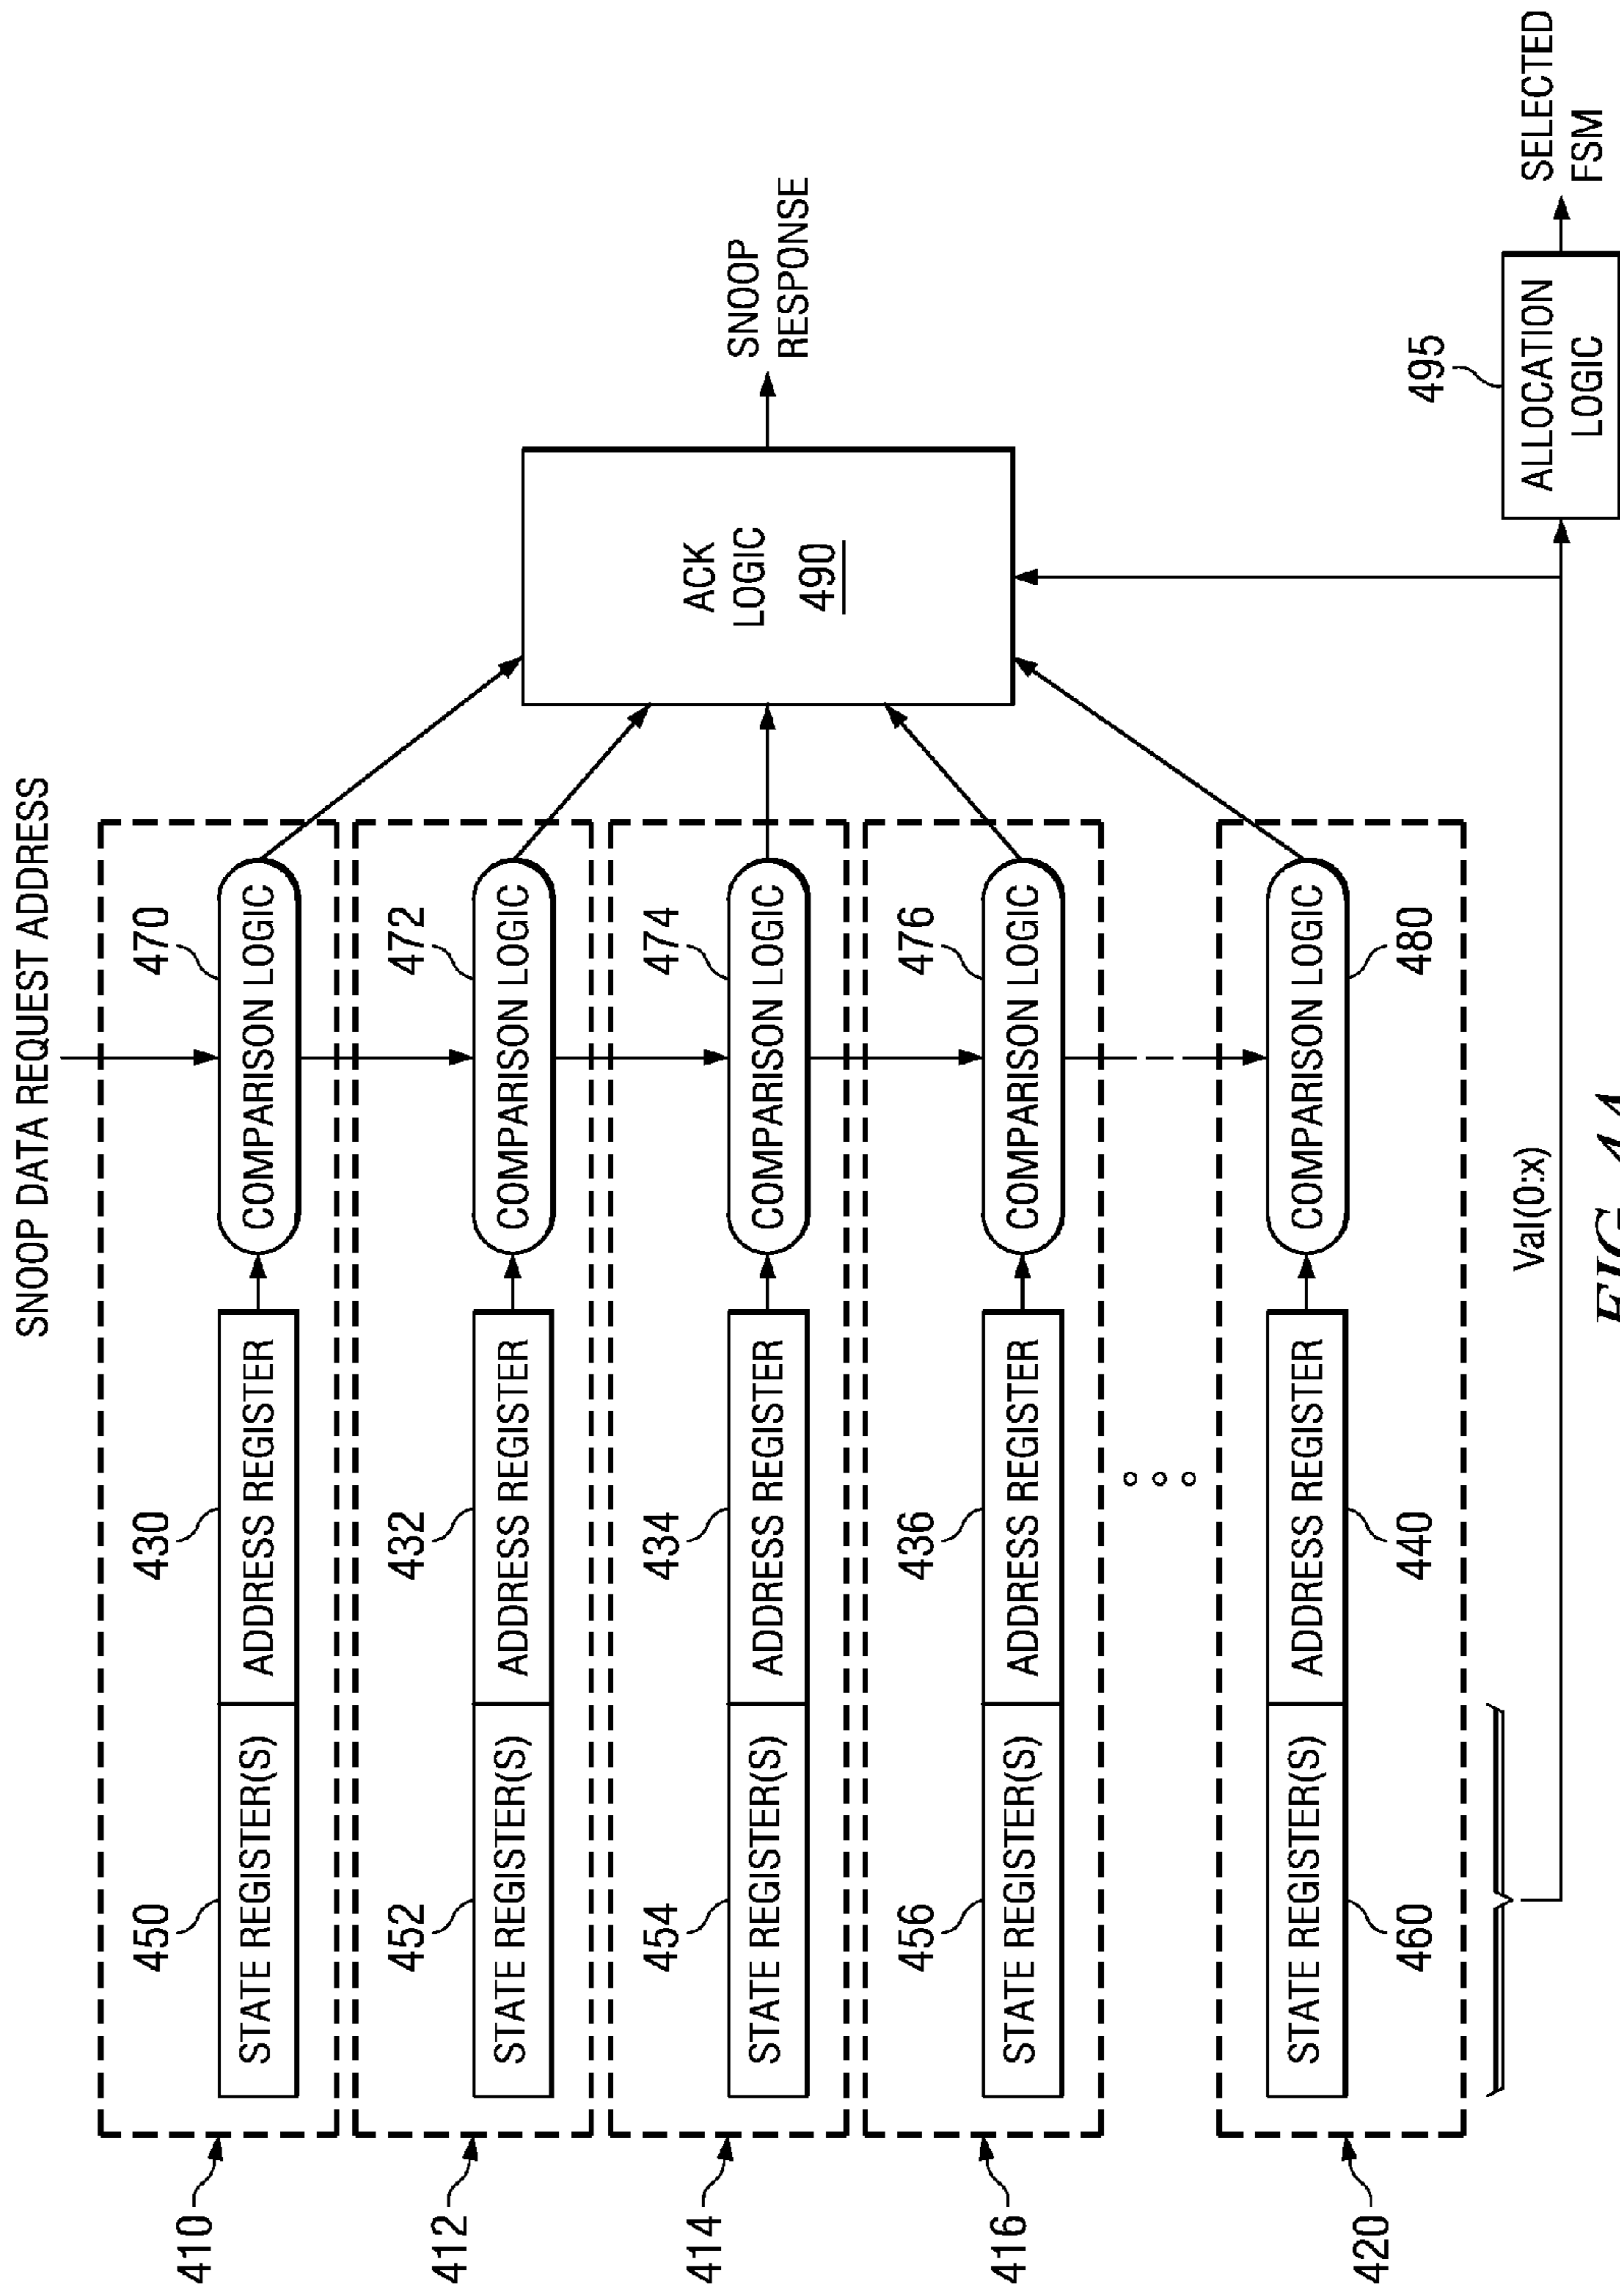 SNOOP DATA REQUEST ADDRESS
410
450
430
470
STATE REGISTER(S)
ADDRESS REGISTER
COMPARISON LOGIC
412
452
432
472
STATE REGISTER(S)
ADDRESS REGISTER
COMPARISON LOGIC
414
454
434
474
STATE REGISTER(S)
ADDRESS REGISTER
COMPARISON LOGIC
416
456
436
476
STATE REGISTER(S)
ADDRESS REGISTER
COMPARISON LOGIC
420
STATE REGISTER(S)
ADDRESS REGISTER
COMPARISON LOGIC
460
440
480
ACK
LOGIC
490
SNOOP
RESPONSE
Val(0:x)
495
ALLOCATION
LOGIC
SELECTED
FSM
FIG. 4A